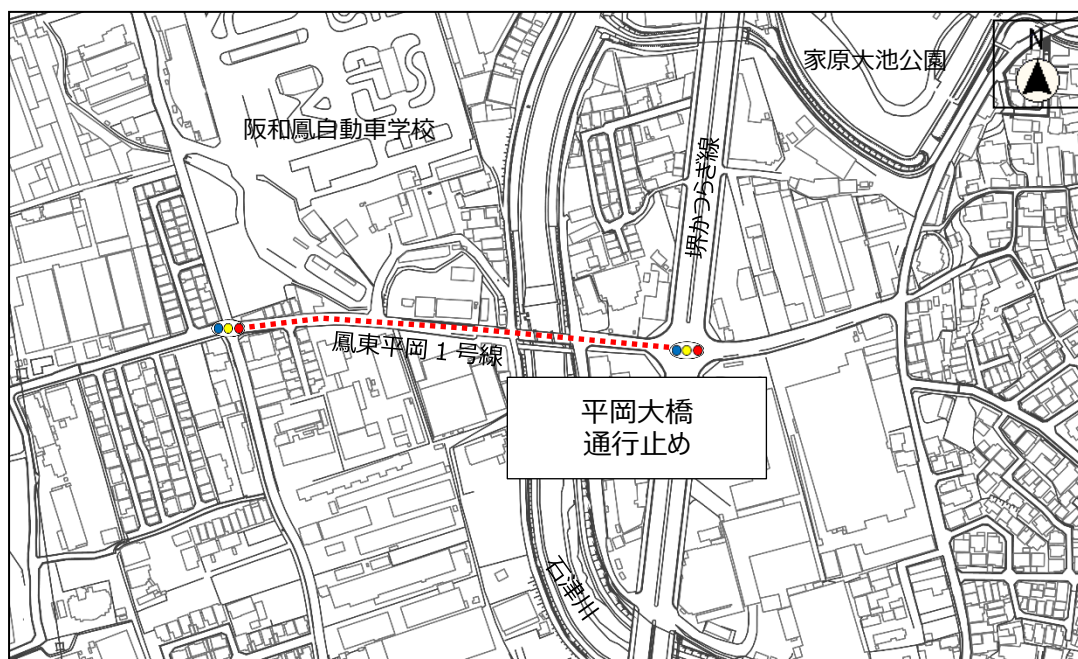 家原大池公園
N
阪和鳳自動車学校
堺かつらぎ線
鳳東平岡1号線
平岡大橋
通行止め
石津川